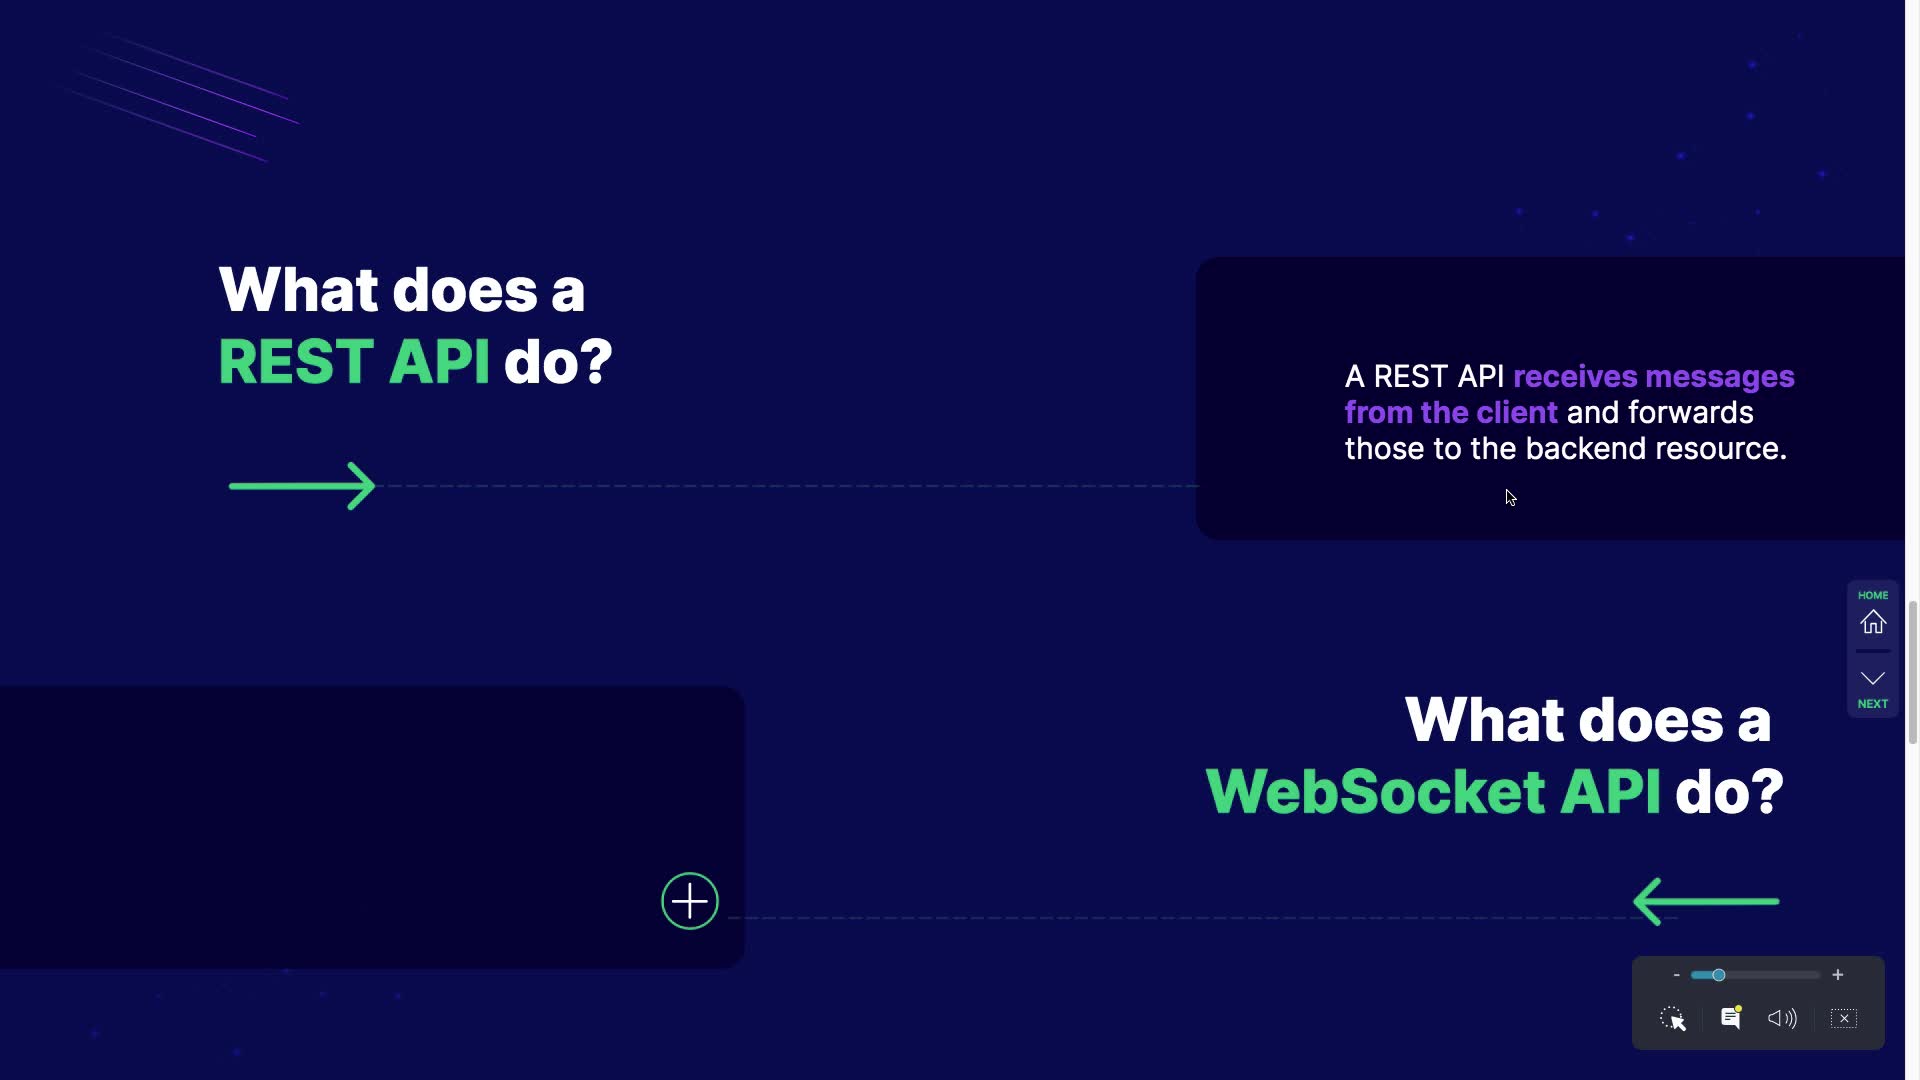 What does a
REST API do?
A REST API receives messages
from the client and forwards
those to the backend resource.
HOME
NEXT
What does a
WebSocket API do?
- +